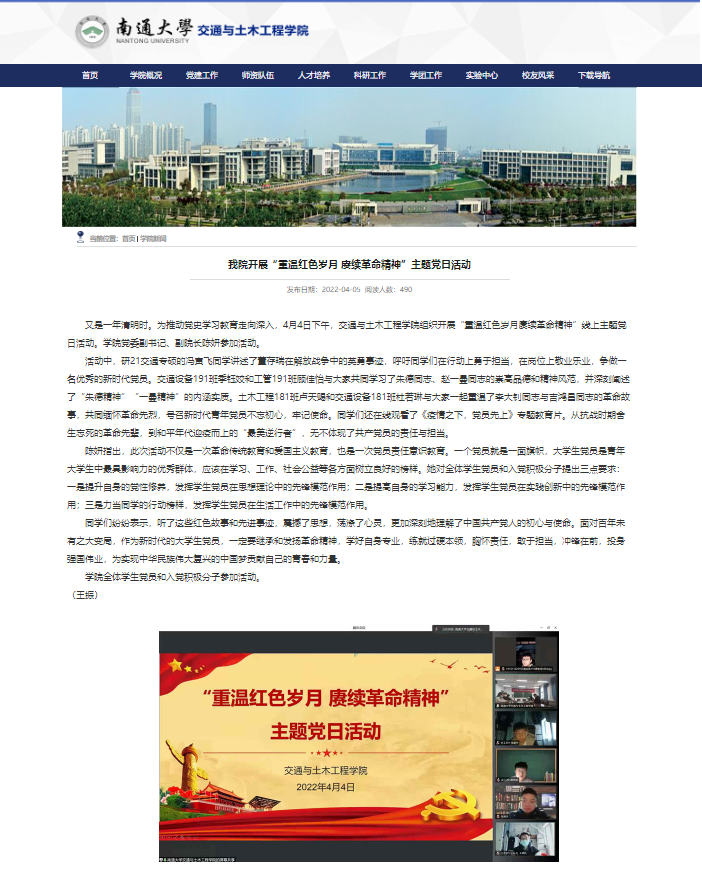 南通大學 交通与土木工程学院
NANTONG UNIVERSITY
首页 学院概况 党建工作 师资队伍 人才培养 科研工作 学团工作 实验中心 校友风采 下载导航
当前位置：首页 | 学院新闻
我院开展“重温红色岁月 赓续革命精神”主题党日活动
发布日期：2022-04-05 阅读人数：490
又是一年清明时。为推动党史学习教育走向深入，4月4日下午，交通与土木工程学院组织开展“重温红色岁月赓续革命精神”线上主题党
日活动。学院党委副书记、副院长陈妍参加活动。
活动中，研21交通专硕的冯声飞同学讲述了董存瑞在解放战争中的英勇事迹，呼吁同学们在行动上勇于担当，在岗位上敬业乐业，争做一
名优秀的新时代党员。交通设备191班季钰姣和工管191班顾佳怡与大家共同学习了朱德同志、赵一曼同志的崇高品德和精神风范，并深刻阐述
了“朱德精神”“一曼精神”的内涵实质。土木工程181班卢天赐和交通设备181班杜若琳与大家一起重温了李大钊同志与吉鸿昌同志的革命故
事，共同缅怀革命先烈，号召新时代青年党员不忘初心，牢记使命。同学们还在线观看了《疫情之下，党员先上》专题教育片。从抗战时期舍
生忘死的革命先辈，到和平年代迎疫而上的“最美逆行者”，无不体现了共产党员的责任与担当。
陈妍指出，此次活动不仅是一次革命传统教育和爱国主义教育，也是一次党员责任意识教育。一个党员就是一面旗帜，大学生党员是青年
大学生中最具影响力的优秀群体，应该在学习、工作、社会公益等各方面树立良好的榜样。她对全体学生党员和入党积极分子提出三点要求：
一是提升自身的党性修养，发挥学生党员在思想理论中的先锋模范作用；二是提高自身的学习能力，发挥学生党员在实践创新中的先锋模范作
用；三是力当同学的行动榜样，发挥学生党员在生活工作中的先锋模范作用。
同学们纷纷表示，听了这些红色故事和先进事迹，震撼了思想，荡涤了心灵，更加深刻地理解了中国共产党人的初心与使命。面对百年未
有之大变局，作为新时代的大学生党员，一定要继承和发扬革命精神，学好自身专业，练就过硬本领，胸怀责任，敢于担当，冲锋在前，投身
强国伟业，为实现中华民族伟大复兴的中国梦贡献自己的青春和力量。
学院全体学生党员和入党积极分子参加活动。
（王振）
“重温红色岁月 赓续革命精神”
主题党日活动
交通与土木工程学院
2022年4月4日